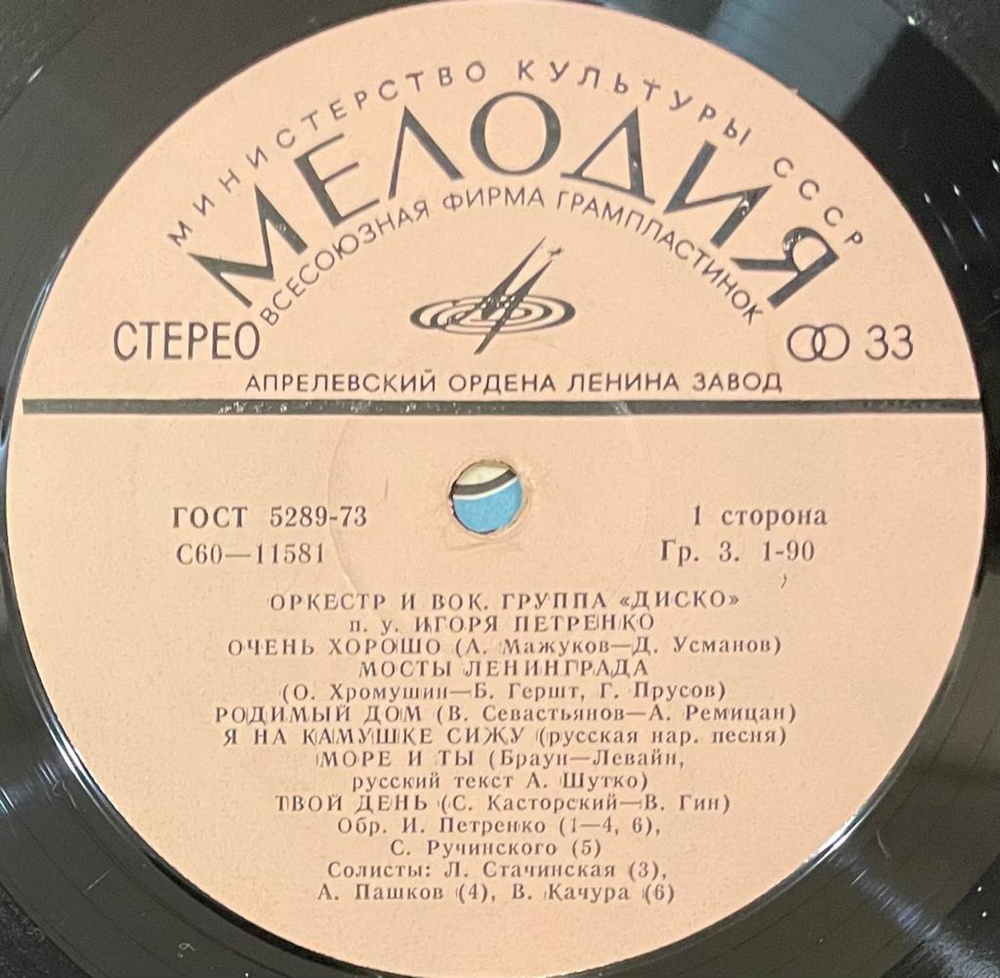 МИНИСТЕРСТВО КУЛЬТУРЫ СССР
МЕЛОДИЯ
ВСЕСОЮЗНАЯ ФИРМА ГРАМПЛАСТИНОК
СТЕРЕО
33
АПРЕЛЕВСКИЙ ОРДЕНА ЛЕНИНА ЗАВОД
ГОСТ 5289-73
1 сторона
С60—11581
Гр. 3. 1-90
ОРКЕСТР И ВОК. ГРУППА «ДИСКО»
п. у. ИГОРЯ ПЕТРЕНКО
ОЧЕНЬ ХОРОШО (А. Мажуков—Д. Усманов)
МОСТЫ ЛЕНИНГРАДА
(О. Хромушин—Б. Гершт, Г. Прусов)
РОДИМЫЙ ДОМ (В. Севастьянов—А. Ремицан)
Я НА КАМУШКЕ СИЖУ (русская нар. песня)
МОРЕ И ТЫ (Браун—Левайн,
русский текст А. Шутко)
ТВОЙ ДЕНЬ (С. Касторский—В. Гин)
Обр. И. Петренко (1—4, 6),
С. Ручинского (5)
Солисты: Л. Стачинская (3),
А. Пашков (4), В. Качура (6)